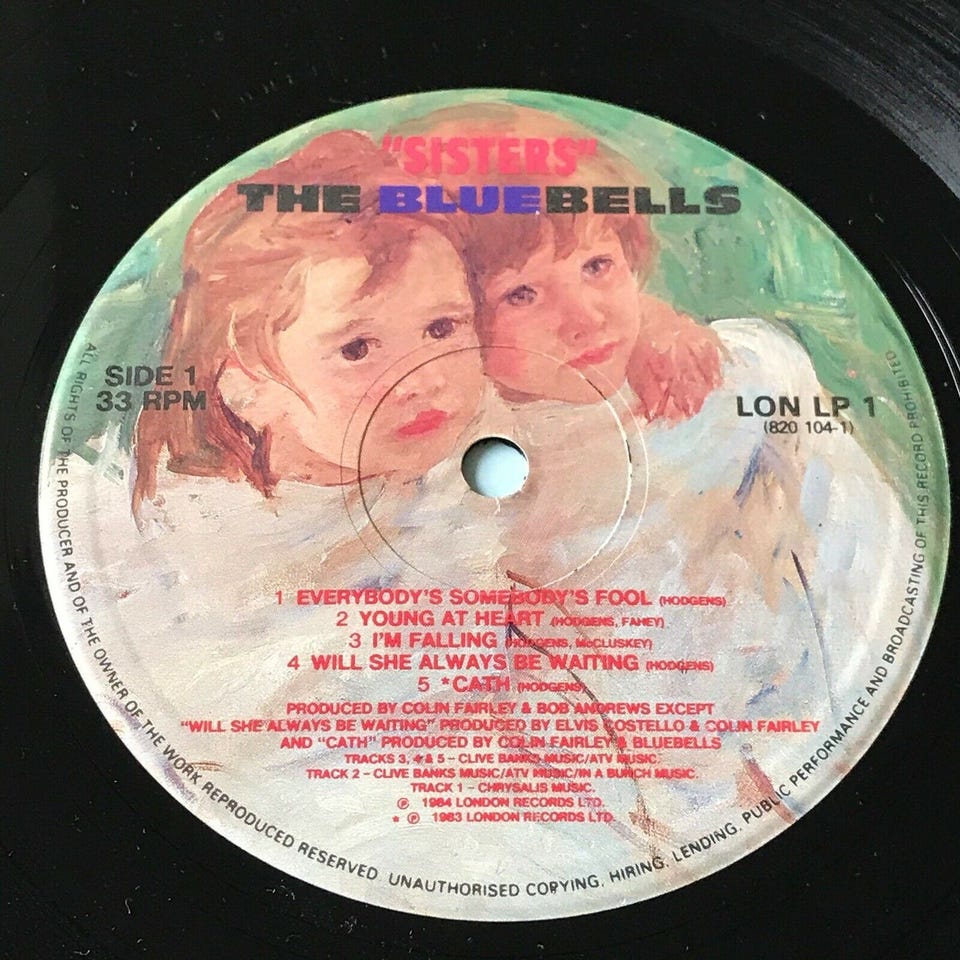 "SISTERS"
THE BLUEBELLS
SIDE 1
33 RPM
LON LP 1
(820 104-1)
1 EVERYBODY'S SOMEBODY'S FOOL (HODGENS)
2 YOUNG AT HEART (HODGENS, FAHEY)
3 I'M FALLING (HODGENS, McCLUSKEY)
4 WILL SHE ALWAYS BE WAITING (HODGENS)
5 *CATH (HODGENS)
PRODUCED BY COLIN FAIRLEY & BOB ANDREWS EXCEPT
"WILL SHE ALWAYS BE WAITING" PRODUCED BY ELVIS COSTELLO & COLIN FAIRLEY
AND "CATH" PRODUCED BY COLIN FAIRLEY & BLUEBELLS
TRACKS 3, 4 & 5 – CLIVE BANKS MUSIC/ATV MUSIC.
TRACK 2 – CLIVE BANKS MUSIC/ATV MUSIC/IN A BUNCH MUSIC.
TRACK 1 – CHRYSALIS MUSIC.
℗ 1984 LONDON RECORDS LTD.
* ℗ 1983 LONDON RECORDS LTD.
ALL RIGHTS OF THE PRODUCER AND OF THE OWNER OF THE WORK REPRODUCED RESERVED. UNAUTHORISED COPYING, HIRING, LENDING, PUBLIC PERFORMANCE AND BROADCASTING OF THIS RECORD PROHIBITED